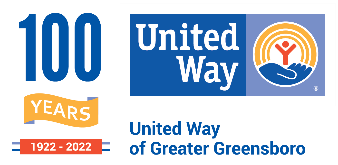 100
YEARS
1922 - 2022
United
Way
®
United Way
of Greater Greensboro